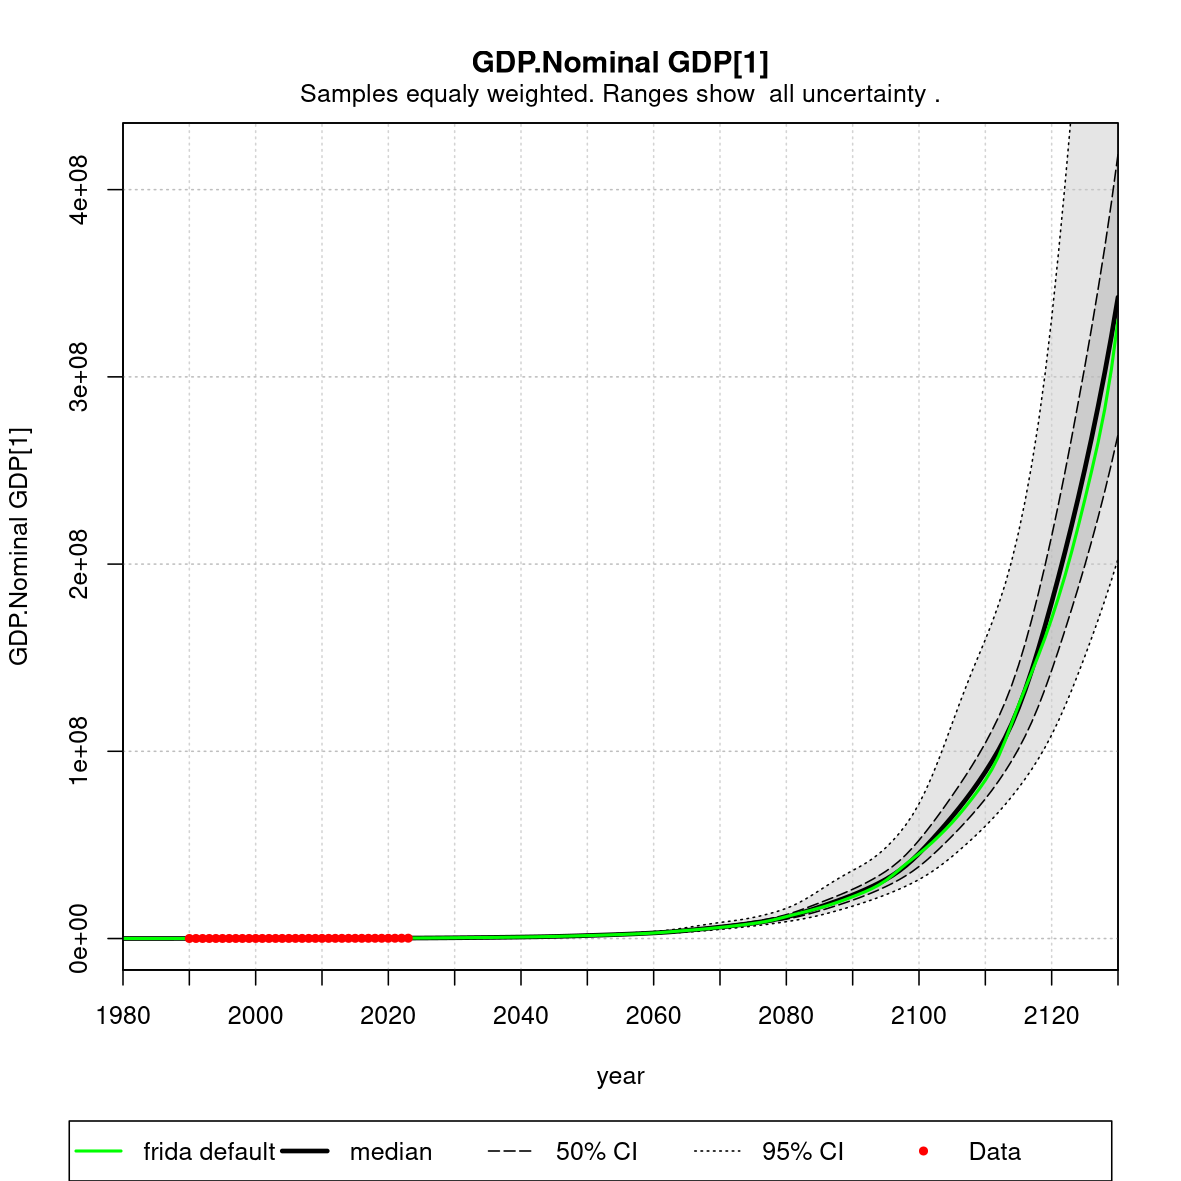 GDP.Nominal GDP[1]
Samples equaly weighted. Ranges show  all uncertainty .
GDP.Nominal GDP[1]
4e+08
3e+08
2e+08
1e+08
0e+00
1980 2000 2020 2040 2060 2080 2100 2120
year
frida default median 50% CI 95% CI Data